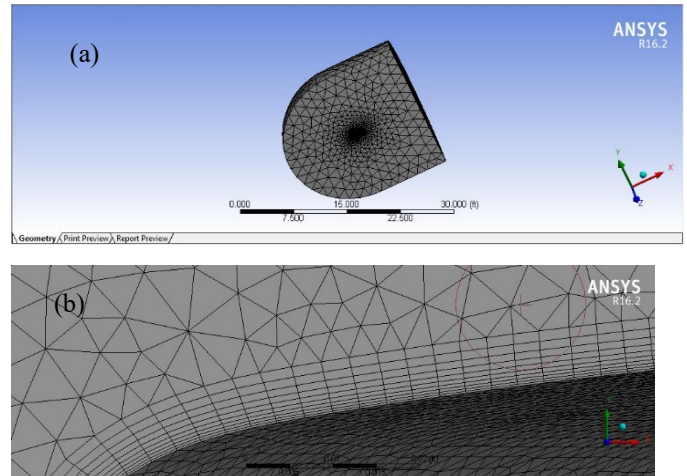 (a)
ANSYS
R16.2
Y
X
Z
0.000 15.000 30.000 (ft)
7.500 22.500
Geometry Print Preview Report Preview
(b)
ANSYS
R16.2